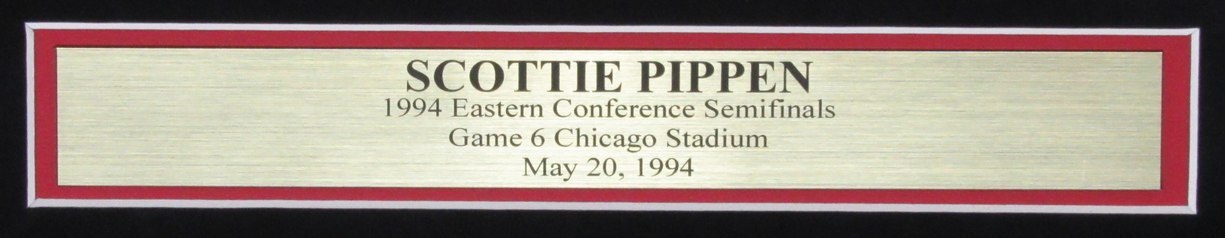 SCOTTIE PIPPEN
1994 Eastern Conference Semifinals
Game 6 Chicago Stadium
May 20, 1994